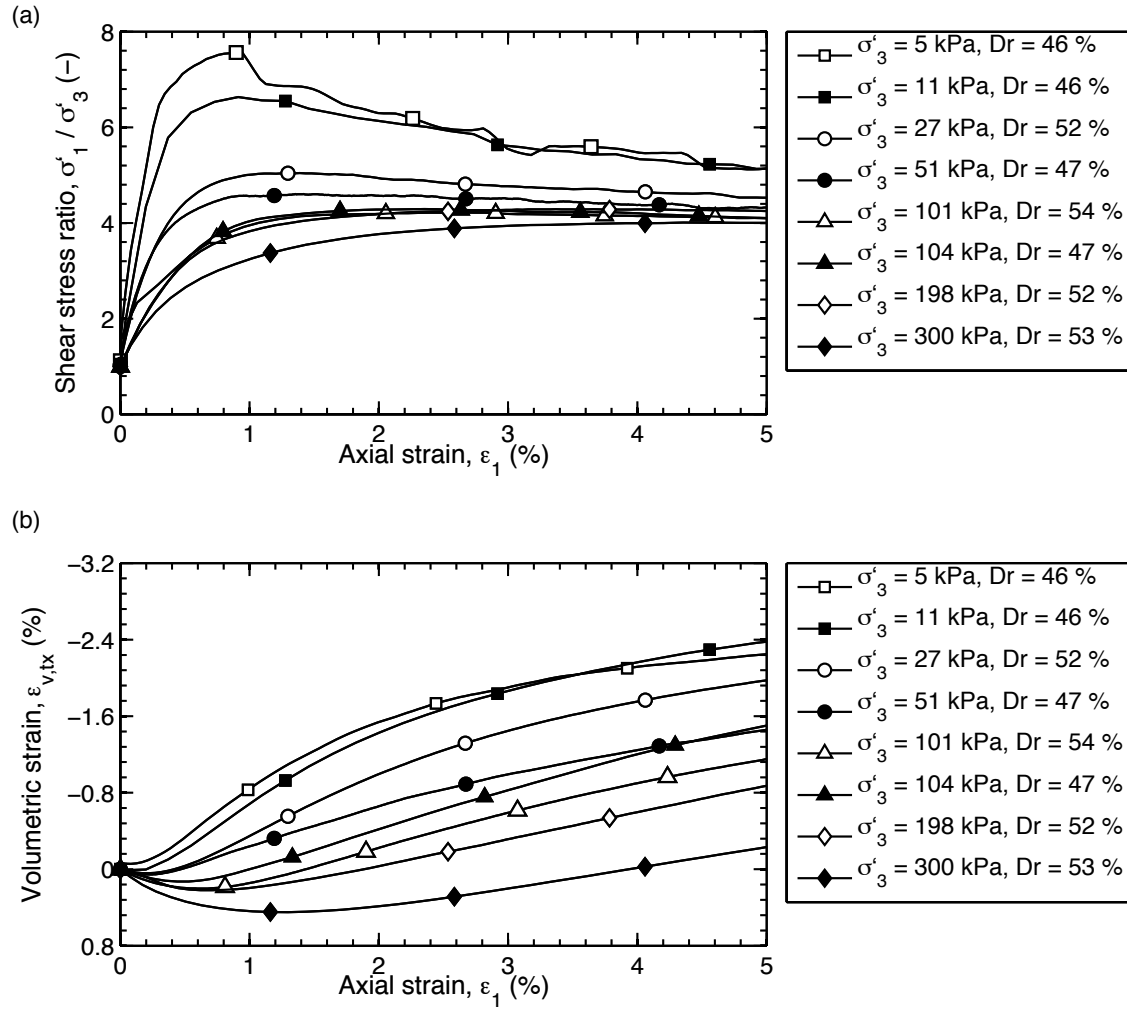 (a)
8
6
4
2
0
Shear stress ratio, σ‘1 / σ‘3 (−)
0 1 2 3 4 5
Axial strain, ε1 (%)
σ‘3 = 5 kPa, Dr = 46 %
σ‘3 = 11 kPa, Dr = 46 %
σ‘3 = 27 kPa, Dr = 52 %
σ‘3 = 51 kPa, Dr = 47 %
σ‘3 = 101 kPa, Dr = 54 %
σ‘3 = 104 kPa, Dr = 47 %
σ‘3 = 198 kPa, Dr = 52 %
σ‘3 = 300 kPa, Dr = 53 %
(b)
−3.2
−2.4
−1.6
−0.8
0
0.8
Volumetric strain, εv,tx (%)
0 1 2 3 4 5
Axial strain, ε1 (%)
σ‘3 = 5 kPa, Dr = 46 %
σ‘3 = 11 kPa, Dr = 46 %
σ‘3 = 27 kPa, Dr = 52 %
σ‘3 = 51 kPa, Dr = 47 %
σ‘3 = 101 kPa, Dr = 54 %
σ‘3 = 104 kPa, Dr = 47 %
σ‘3 = 198 kPa, Dr = 52 %
σ‘3 = 300 kPa, Dr = 53 %